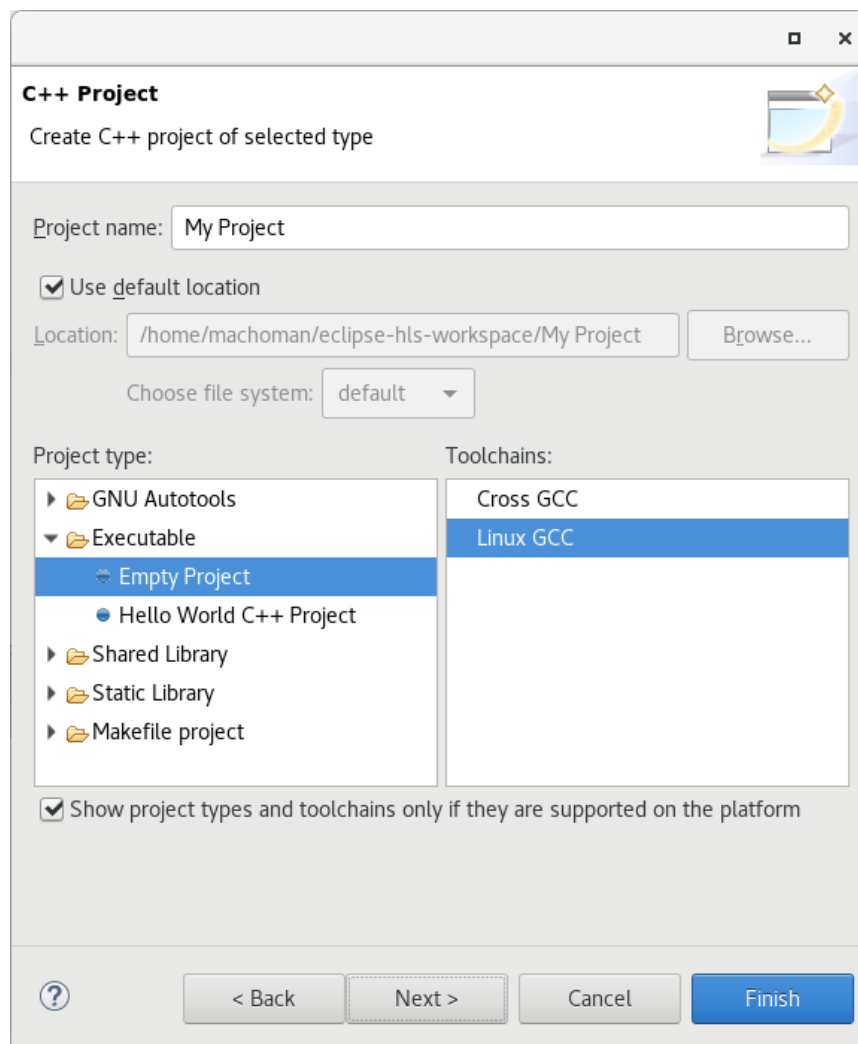 C++ Project
Create C++ project of selected type
Project name: My Project
Use default location
Location: /home/machoman/eclipse-hls-workspace/My Project Browse...
Choose file system: default
Project type:
GNU Autotools
Executable
Empty Project
Hello World C++ Project
Shared Library
Static Library
Makefile project
Toolchains:
Cross GCC
Linux GCC
Show project types and toolchains only if they are supported on the platform
? < Back Next > Cancel Finish